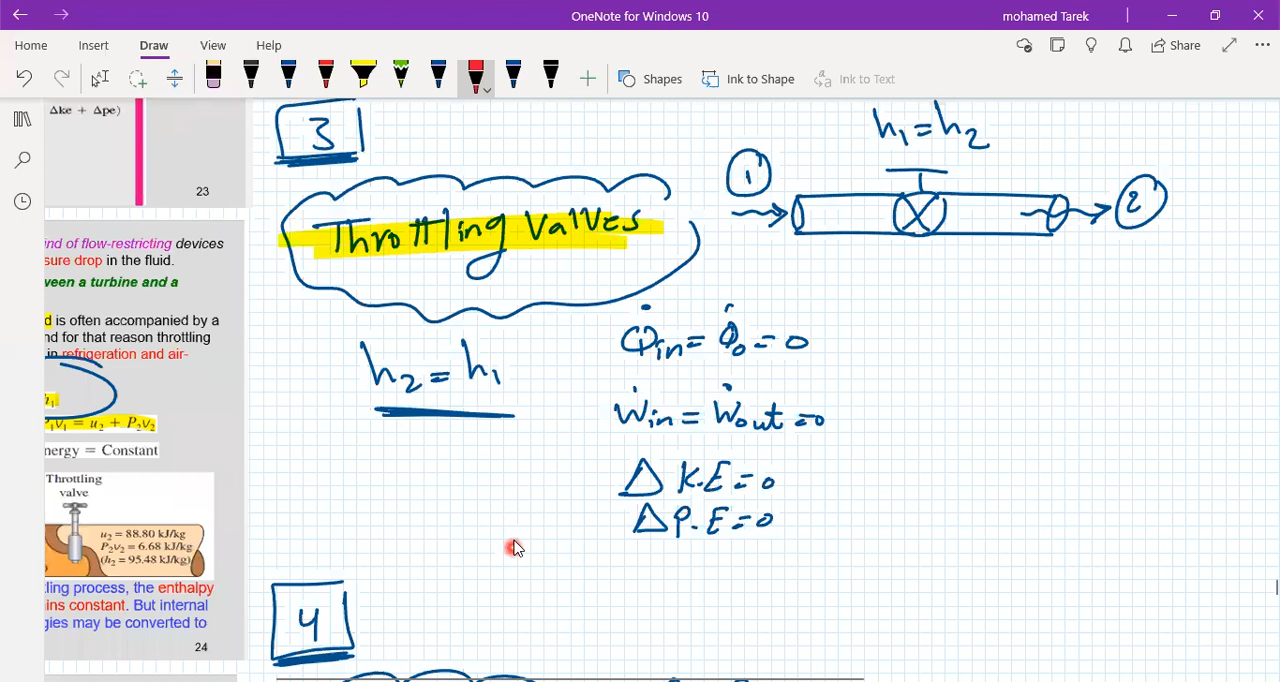 OneNote for Windows 10
mohamed Tarek
Home Insert Draw View Help
Share
Shapes Ink to Shape Ink to Text
Δke + Δpe)
23
ind of flow-restricting devices
sure drop in the fluid.
ween a turbine and a
d is often accompanied by a
nd for that reason throttling
in refrigeration and air-
h₁
P₁v₁ = u₂ + P₂v₂
nergy = Constant
Throttling
valve
u₂ = 88.80 kJ/kg
P₂v₂ = 6.68 kJ/kg
(h₂ = 95.48 kJ/kg)
ling process, the enthalpy
ins constant. But internal
gies may be converted to
24
3
Throttling Valves
h₁ = h₂
1
2
h₂ = h₁
Q̇in = Q̇o = 0
Ẇin = Ẇout = 0
Δ K.E = 0
Δ P.E = 0
4